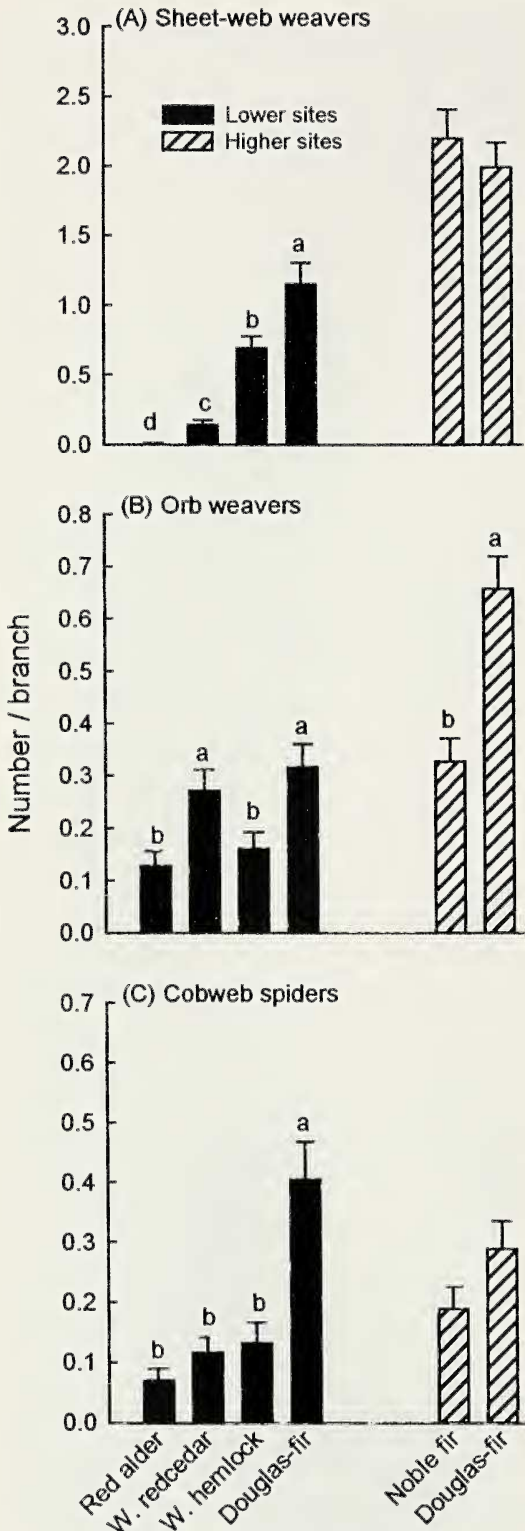 (A) Sheet-web weavers
3.0
2.5
2.0
1.5
1.0
0.5
0.0
Lower sites
Higher sites
d
c
b
a
(B) Orb weavers
0.8
0.7
0.6
0.5
0.4
0.3
0.2
0.1
0.0
b
a
b
a
b
a
Number / branch
(C) Cobweb spiders
0.7
0.6
0.5
0.4
0.3
0.2
0.1
0.0
b
b
b
a
Red alder
W. redcedar
W. hemlock
Douglas-fir
Noble fir
Douglas-fir